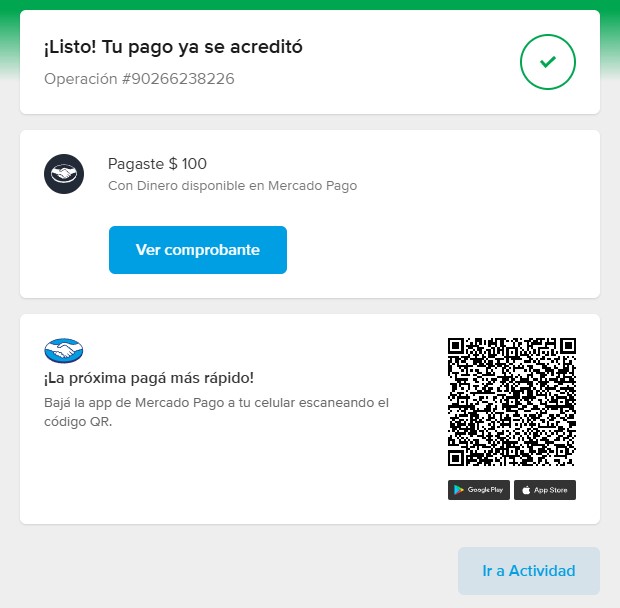 ¡Listo! Tu pago ya se acreditó
Operación #90266238226
Pagaste $ 100
Con Dinero disponible en Mercado Pago
Ver comprobante
¡La próxima pagá más rápido!
Bajá la app de Mercado Pago a tu celular escaneando el
código QR.
Google Play
App Store
Ir a Actividad